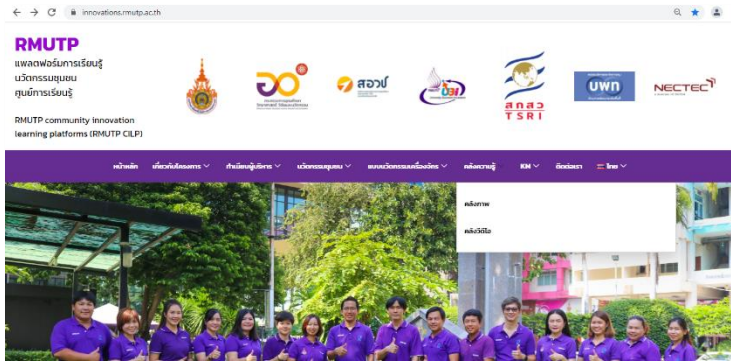 innovations.rmutp.ac.th
RMUTP
แพลตฟอร์มการเรียนรู้
นวัตกรรมชุมชน
ศูนย์การเรียนรู้
RMUTP community innovation
learning platforms (RMUTP CILP)
สอวช
สกสว
TSRI
บพท
NECTEC
หน้าหลัก เกี่ยวกับโครงการ ทำเนียบผู้บริหาร นวัตกรรมชุมชน แบบนวัตกรรมเครื่องจักร คลังความรู้ KM ติดต่อเรา ไทย
คลังภาพ
คลังวีดีโอ